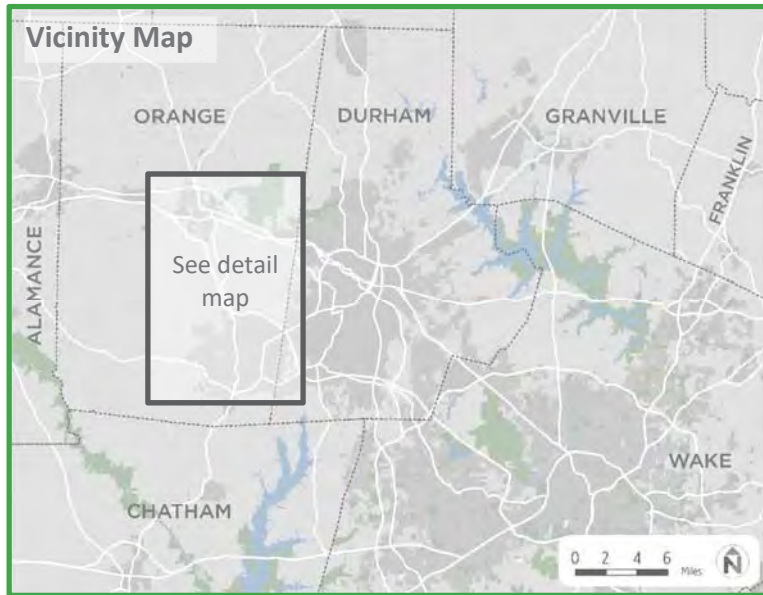 Vicinity Map
ORANGE
DURHAM
GRANVILLE
FRANKLIN
ALAMANCE
See detail
map
WAKE
CHATHAM
0 2 4 6
Miles
N